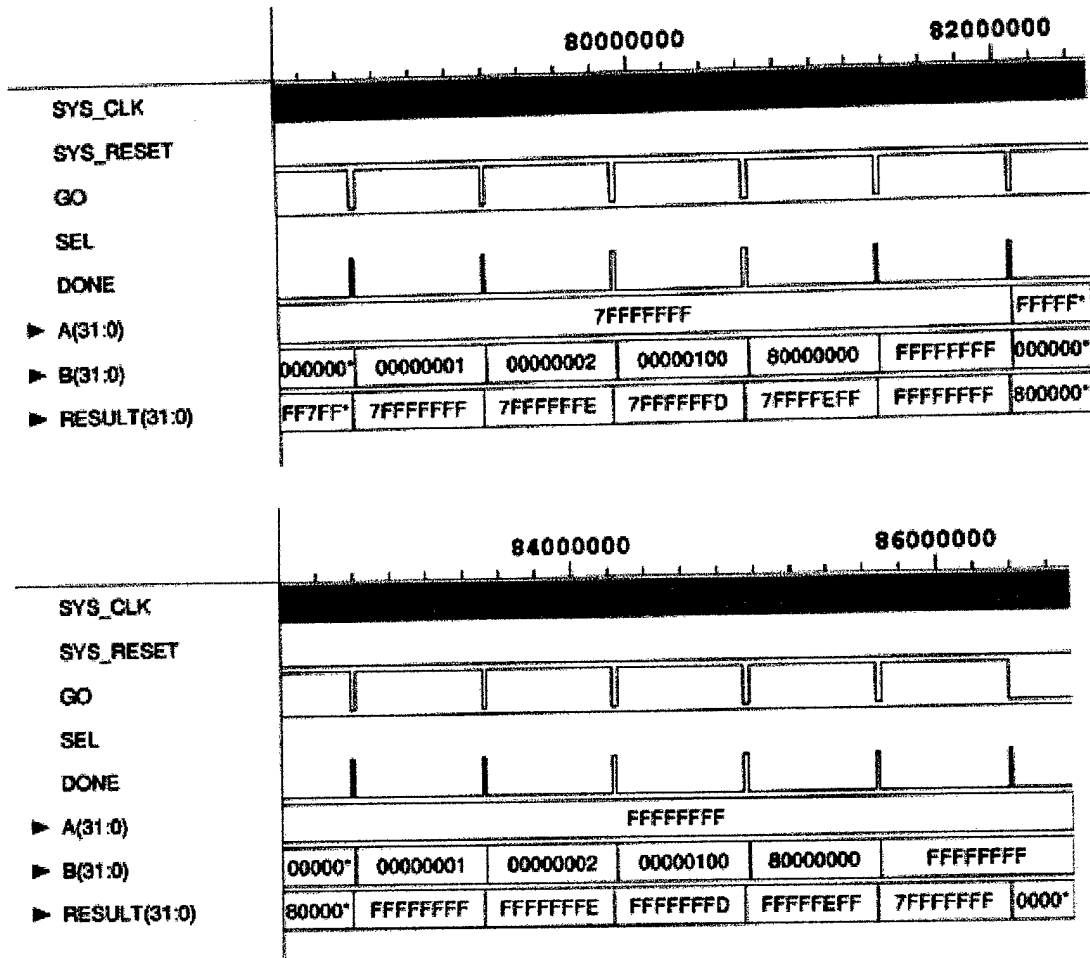 80000000 82000000
SYS_CLK
SYS_RESET
GO
SEL
DONE
► A(31:0) 7FFFFFFF FFFFF*
► B(31:0) 000000* 00000001 00000002 00000100 80000000 FFFFFFFF 000000*
► RESULT(31:0) FF7FF* 7FFFFFFF 7FFFFFFE 7FFFFFFD 7FFFFEFF FFFFFFFF 800000*
84000000 86000000
SYS_CLK
SYS_RESET
GO
SEL
DONE
► A(31:0) FFFFFFFF
► B(31:0) 00000* 00000001 00000002 00000100 80000000 FFFFFFFF
► RESULT(31:0) 80000* FFFFFFFF FFFFFFFE FFFFFFFD FFFFFEFF 7FFFFFFF 0000*